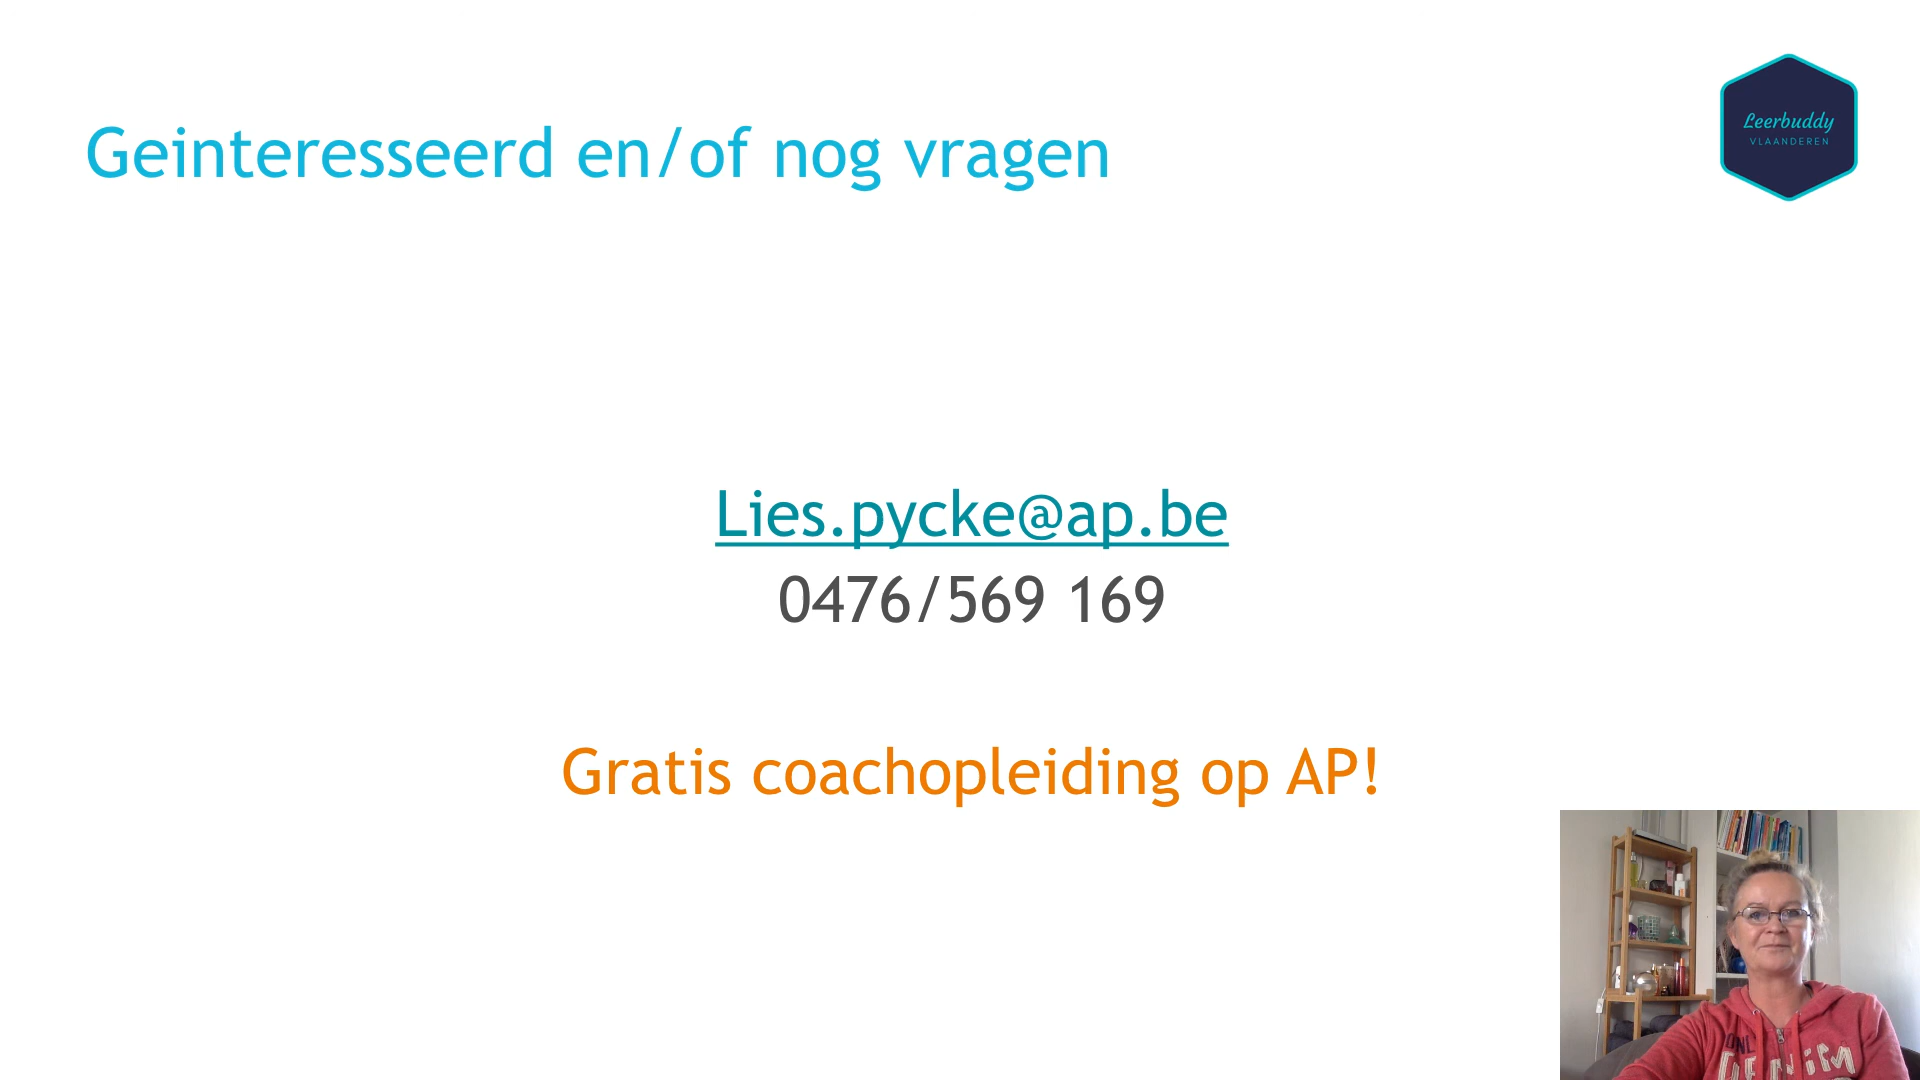 Geinteresseerd en/of nog vragen
Leerbuddy
VLAANDEREN
Lies.pycke@ap.be
0476/569 169
Gratis coachopleiding op AP!